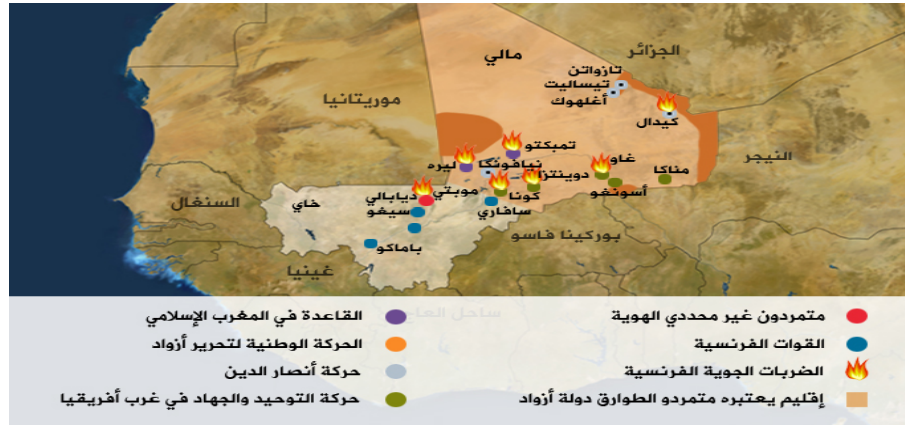 الجزائر
مالي
تازواتن
تيساليت
أغلهوك
موريتانيا
كيدال
تمبكتو
النيجر
نيافونكا
ليره
غاو
مناكا
دوينتزا
أسونغو
ديابالي
موبتي
كونا
السنغال
خاي
سيغو
سافاري
بوركينا فاسو
باماكو
غينيا
ساحل العاج
متمردون غير محددي الهوية
القوات الفرنسية
الضربات الجوية الفرنسية
إقليم يعتبره متمردو الطوارق دولة أزواد
القاعدة في المغرب الإسلامي
الحركة الوطنية لتحرير أزواد
حركة أنصار الدين
حركة التوحيد والجهاد في غرب أفريقيا